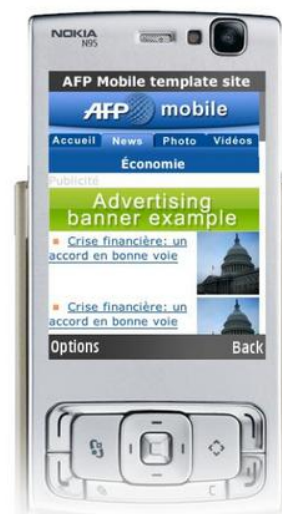 NOKIA
N95
AFP Mobile template site
AFP mobile
Accueil News Photo Vidéos
Économie
Publicité
Advertising
banner example
Crise financière: un
accord en bonne voie
Crise financière: un
accord en bonne voie
Options Back
C